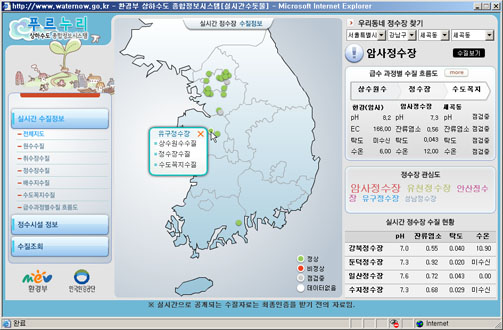 http://www.waternow.go.kr - 환경부 상하수도 종합정보시스템[실시간수돗물] - Microsoft Internet Explorer
푸르누리
상하수도 종합정보시스템
실시간 수질정보
전체지도
원수수질
취수장수질
정수장수질
배수지수질
수도꼭지수질
급수과정별수질 흐름도
정수시설 정보
수질조회
mev
환경부
한국환경공단
실시간 정수장 수질정보
유구정수장
상수원수수질
정수장수질
수도꼭지수질
정상
비정상
점검중
데이터없음
우리동네 정수장 찾기
서울특별시 강남구 세곡동 세곡동
암사정수장 수질보기
급수 과정별 수질 흐름도 more
상수원수 정수장 수도꼭지
한강(암사) 암사정수장 세곡동
pH 8,2 pH 7,3 pH 점검중
EC 166,00 잔류염소 0,56 잔류염소 점검중
탁도 미수신 탁도 0,043 탁도 점검중
수온 6,00 수온 12,00 수온 점검중
정수장 관심도
암사정수장 유천정수장 안산정수장 유구정수장 성남정수장
실시간 정수장 수질 현황
pH 잔류염소 탁도 수온
강북정수장 7.0 0.55 0.040 10.90
둔덕정수장 7.3 0.92 0.020 미수신
일산정수장 7.6 0.72 0.043 0.00
수지정수장 7.3 0.68 0.029 미수신
※ 실시간으로 공개되는 수질자료는 최종인증을 받기 전의 자료임.
완료 Internet